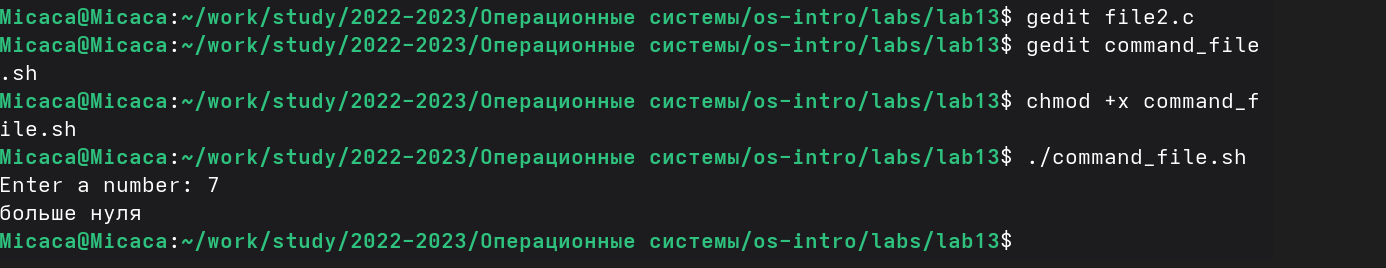 Micaca@Micaca:~/work/study/2022-2023/Операционные системы/os-intro/labs/lab13$ gedit file2.c
Micaca@Micaca:~/work/study/2022-2023/Операционные системы/os-intro/labs/lab13$ gedit command_file
.sh
Micaca@Micaca:~/work/study/2022-2023/Операционные системы/os-intro/labs/lab13$ chmod +x command_f
ile.sh
Micaca@Micaca:~/work/study/2022-2023/Операционные системы/os-intro/labs/lab13$ ./command_file.sh
Enter a number: 7
больше нуля
Micaca@Micaca:~/work/study/2022-2023/Операционные системы/os-intro/labs/lab13$